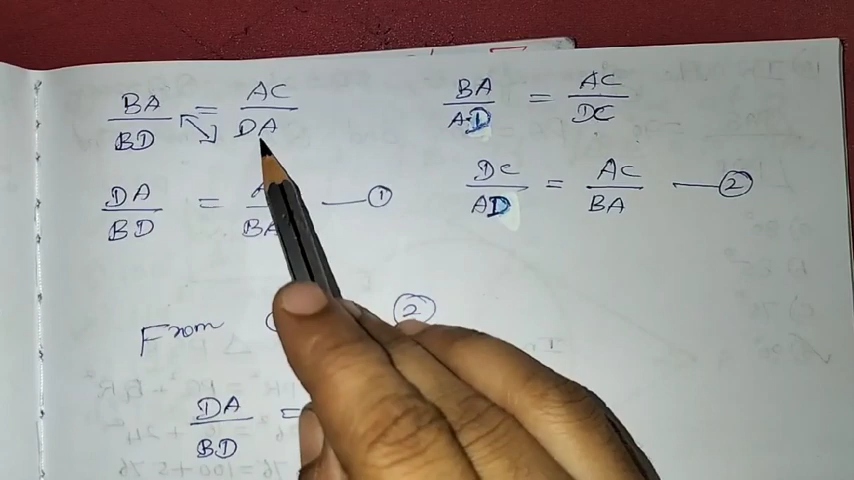 BA/BD = AC/DA
DA/BD = A /BA — ①
BA/AD = AC/DC
DC/AD = AC/BA — ②
From ②
DA/BD =